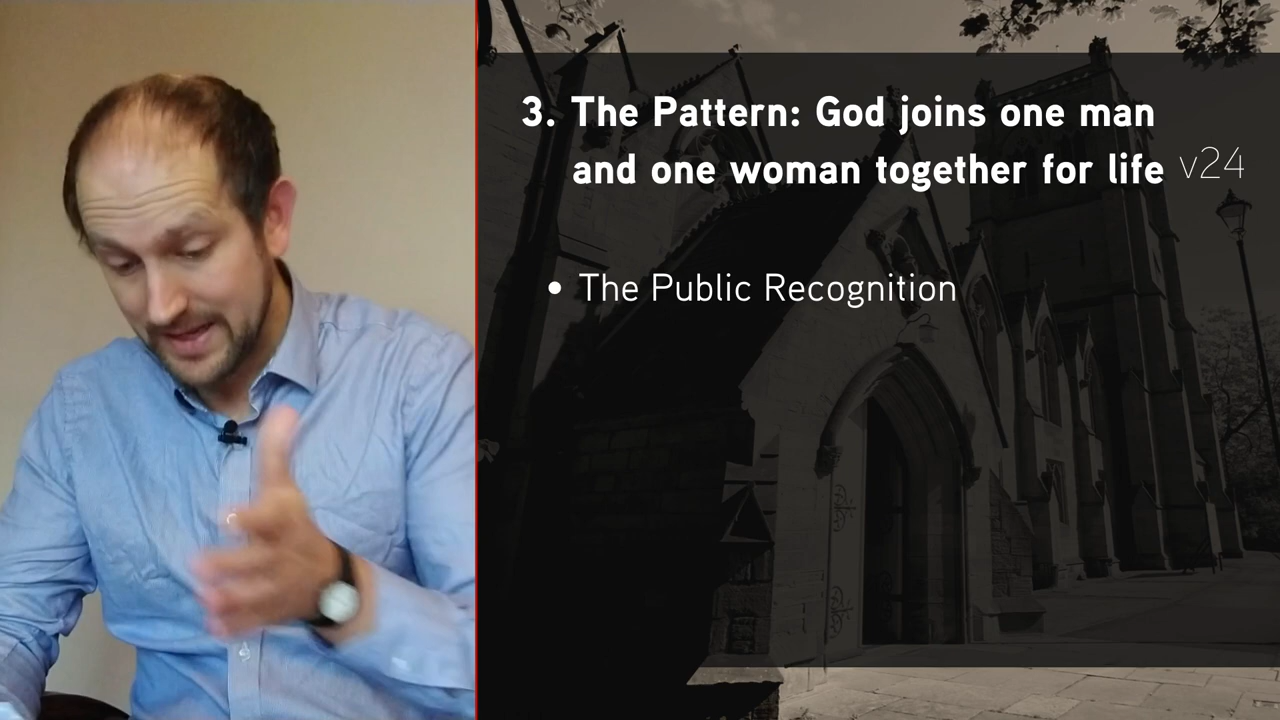 3. The Pattern: God joins one man
and one woman together for life v24
• The Public Recognition